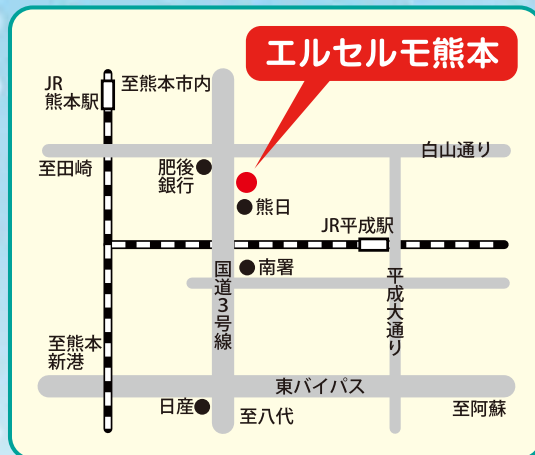 エルセルモ熊本
JR
熊本駅
至熊本市内
白山通り
至田崎
肥後
銀行
熊日
JR平成駅
南署
国道3号線
平成大通り
至熊本
新港
東バイパス
日産
至八代
至阿蘇